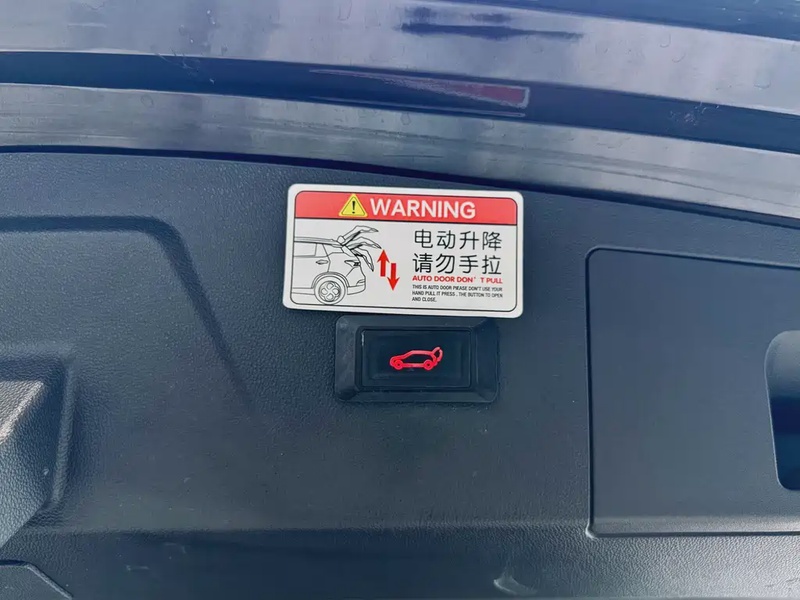 WARNING
电动升降
请勿手拉
AUTO DOOR DON'T PULL
THIS IS AUTO DOOR PLEASE DON'T USE YOUR
HAND PULL IT PRESS , THE BUTTON TO OPEN
AND CLOSE.